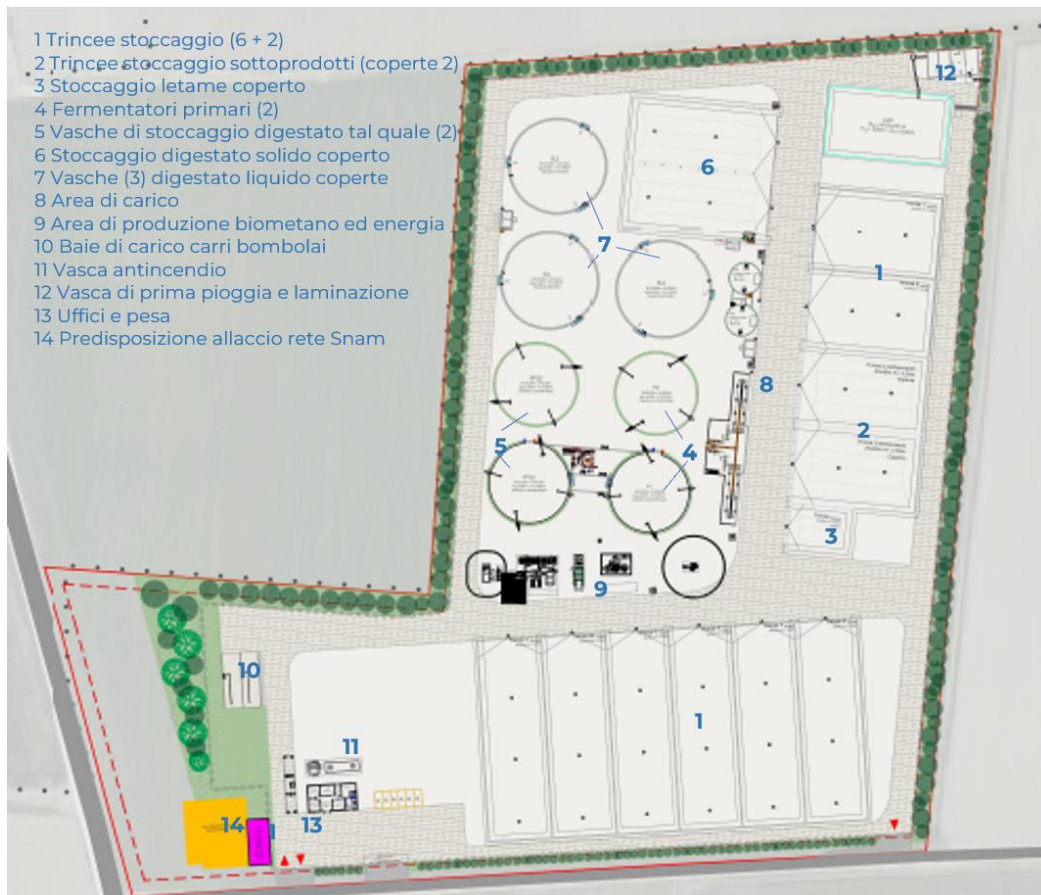 1 Trincee stoccaggio (6 + 2)
2 Trincee stoccaggio sottoprodotti (coperte 2)
3 Stoccaggio letame coperto
4 Fermentatori primari (2)
5 Vasche di stoccaggio digestato tal quale (2)
6 Stoccaggio digestato solido coperto
7 Vasche (3) digestato liquido coperte
8 Area di carico
9 Area di produzione biometano ed energia
10 Baie di carico carri bombolai
11 Vasca antincendio
12 Vasca di prima pioggia e laminazione
13 Uffici e pesa
14 Predisposizione allaccio rete Snam
12
6
7
1
8
5
4
2
3
9
10
1
11
14
13